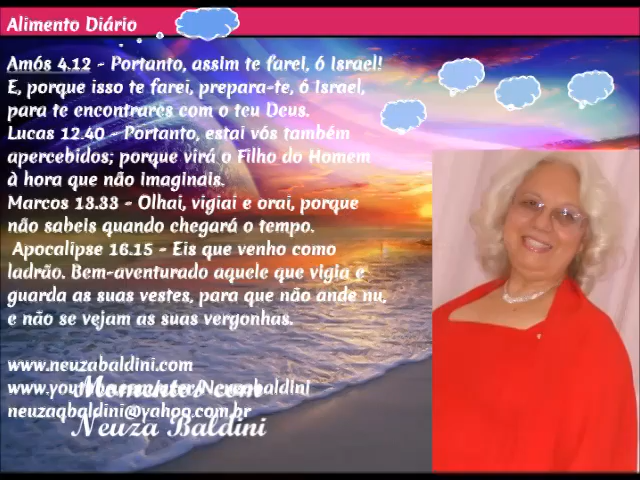 Alimento Diário
Amós 4.12 - Portanto, assim te farei, ó Israel!
E, porque isso te farei, prepara-te, ó Israel,
para te encontrares com o teu Deus.
Lucas 12.40 - Portanto, estai vós também
apercebidos; porque virá o Filho do Homem
à hora que não imaginais.
Marcos 13.33 - Olhai, vigiai e orai, porque
não sabeis quando chegará o tempo.
Apocalipse 16.15 - Eis que venho como
ladrão. Bem-aventurado aquele que vigia e
guarda as suas vestes, para que não ande nu,
e não se vejam as suas vergonhas.
www.neuzabaldini.com
Neuzabaldini
neuzaqbaldini@yahoo.com.br
Momentos com
Neuza Baldini